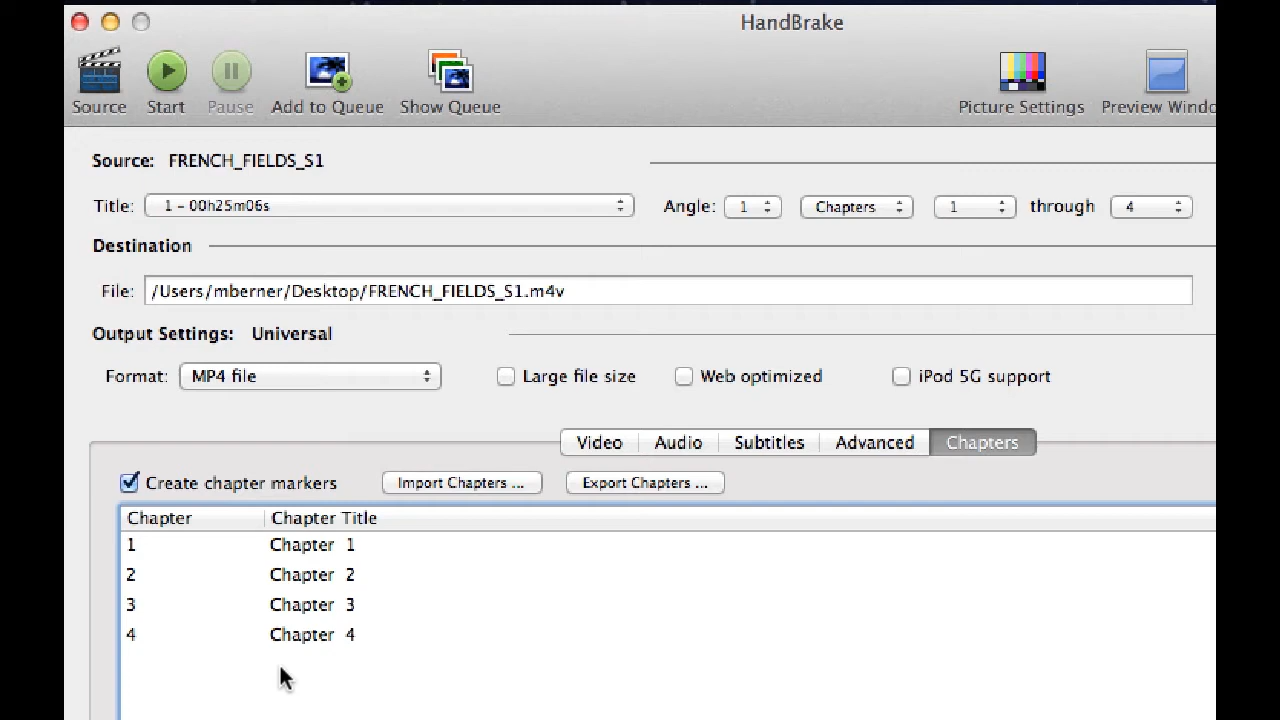 HandBrake
Source Start Pause Add to Queue Show Queue Picture Settings Preview
Source: FRENCH_FIELDS_S1
Title: 1 - 00h25m06s Angle: 1 Chapters 1 through 4
Destination
File: /Users/mberner/Desktop/FRENCH_FIELDS_S1.m4v
Output Settings: Universal
Format: MP4 file Large file size Web optimized iPod 5G support
Video Audio Subtitles Advanced Chapters
Create chapter markers Import Chapters ... Export Chapters ...
Chapter Chapter Title
1 Chapter 1
2 Chapter 2
3 Chapter 3
4 Chapter 4